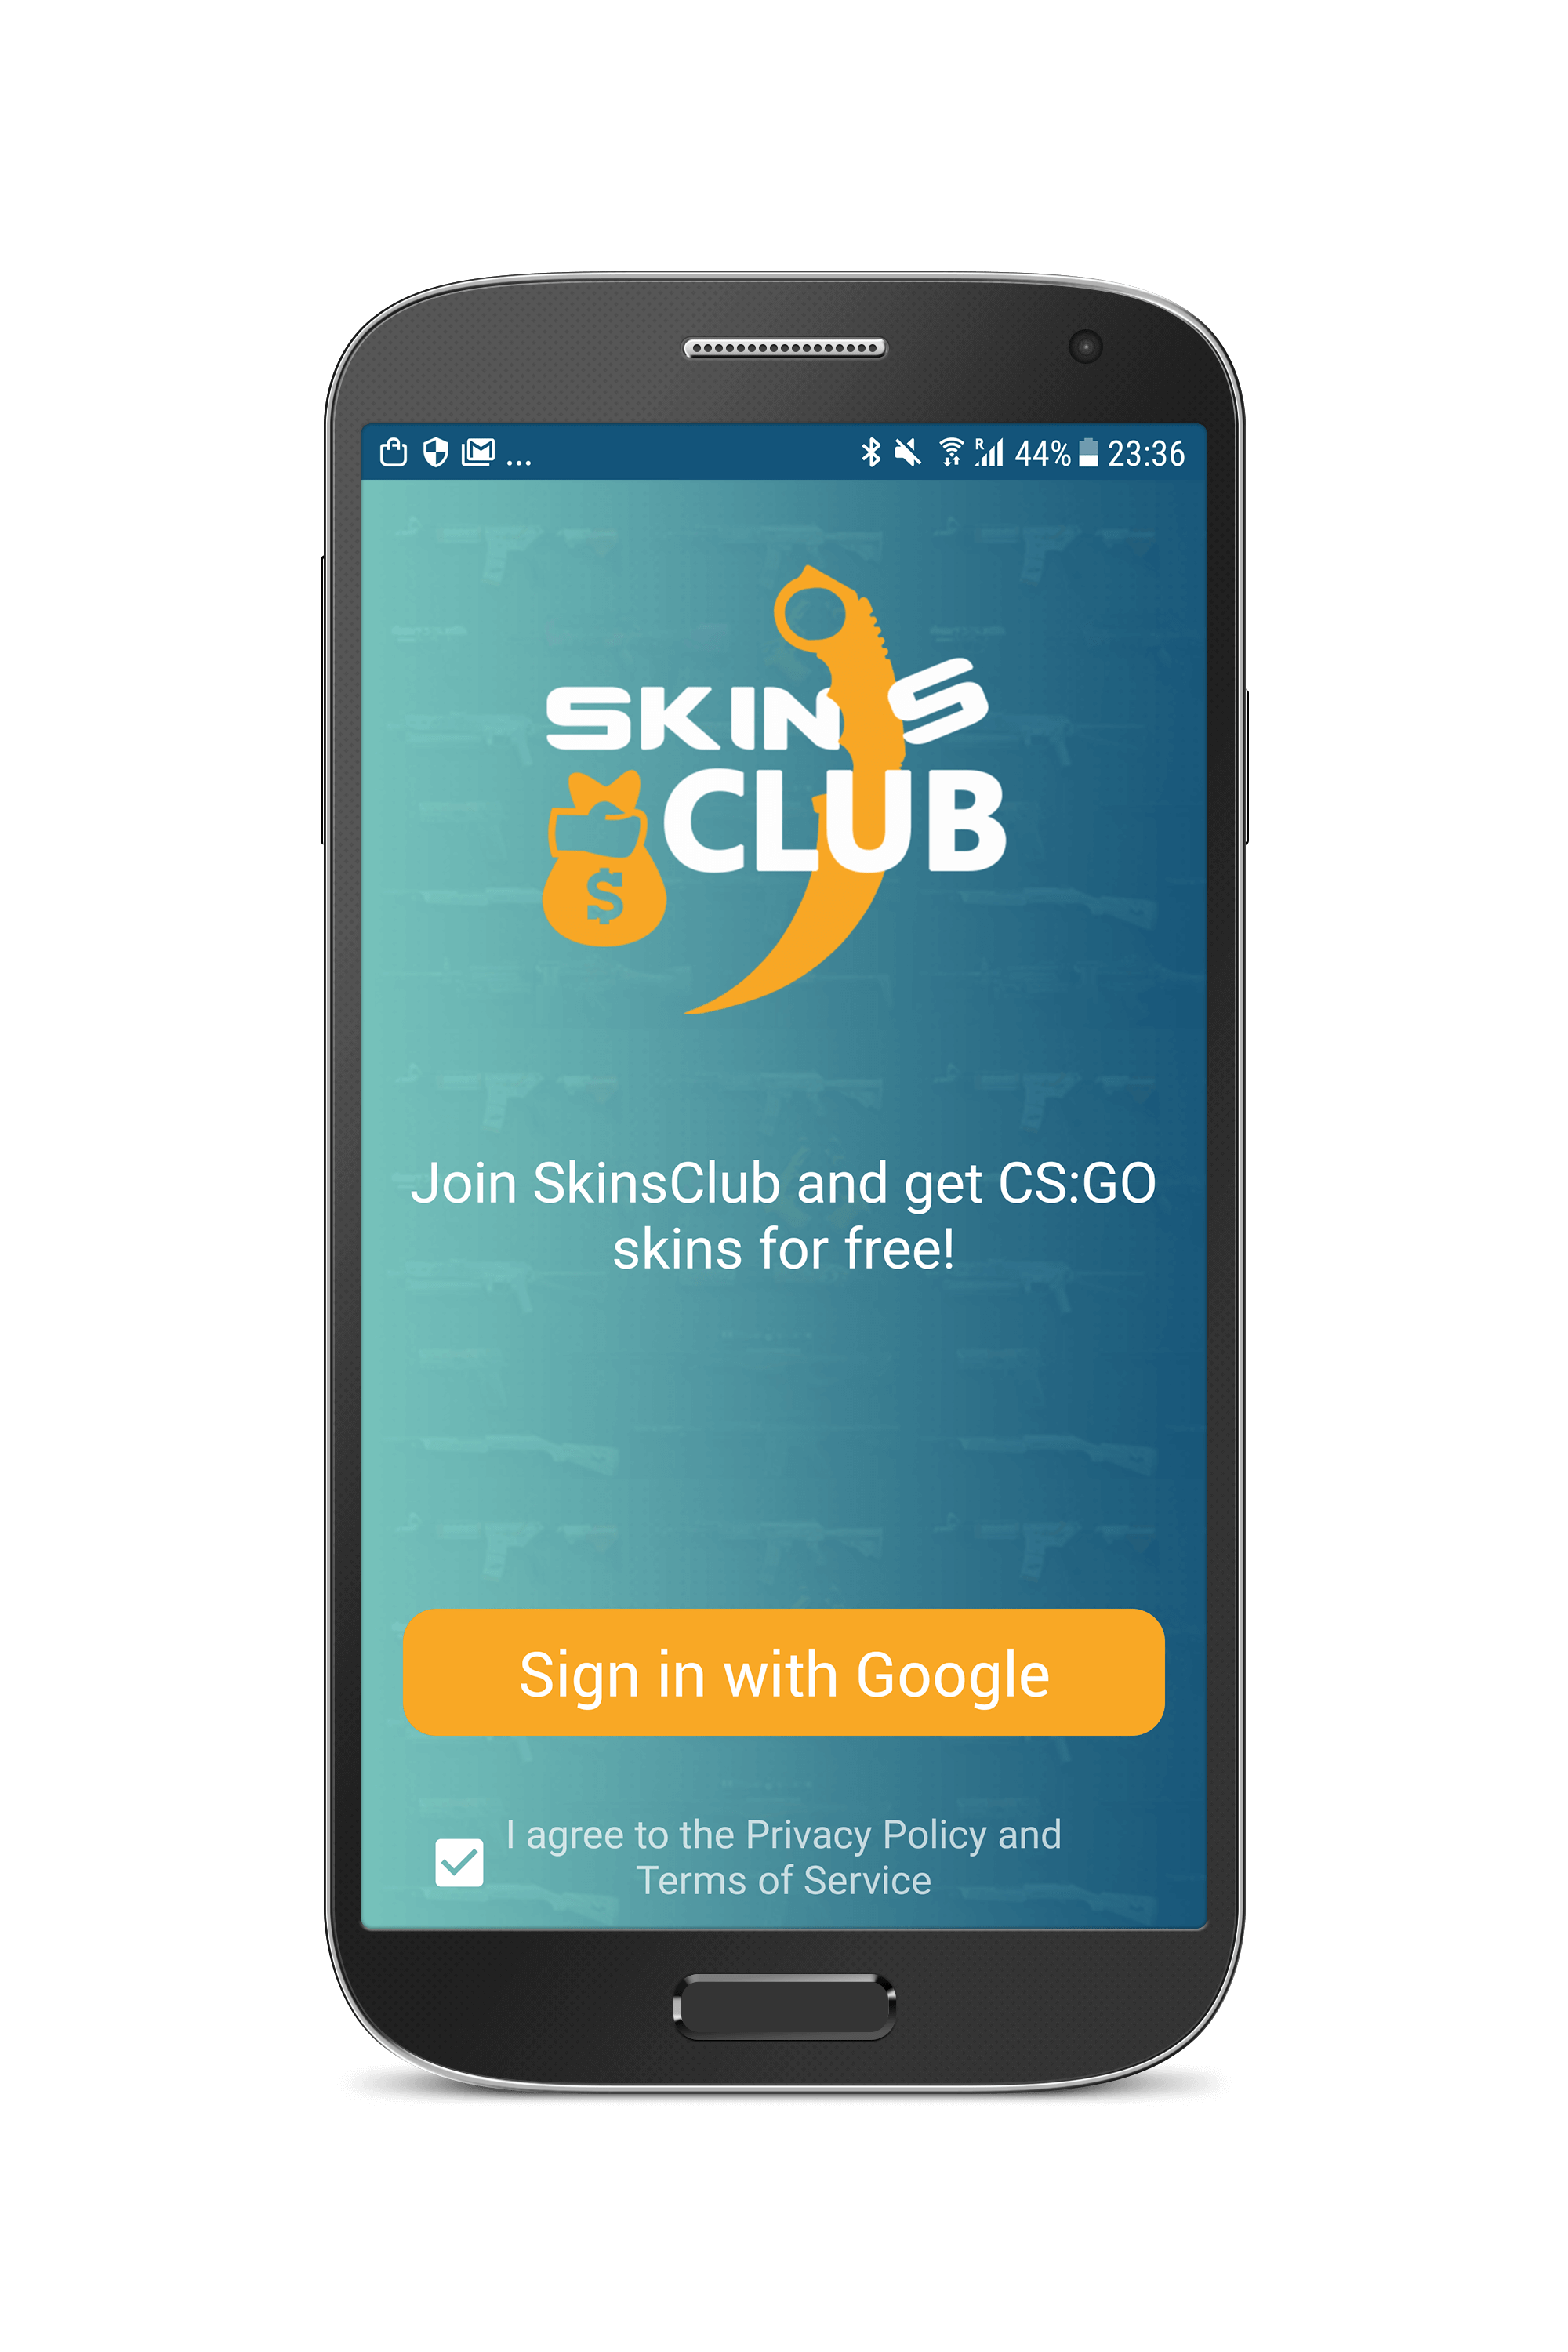 ... 44% 23:36
SKINS
CLUB
$
Join SkinsClub and get CS:GO
skins for free!
Sign in with Google
I agree to the Privacy Policy and
Terms of Service